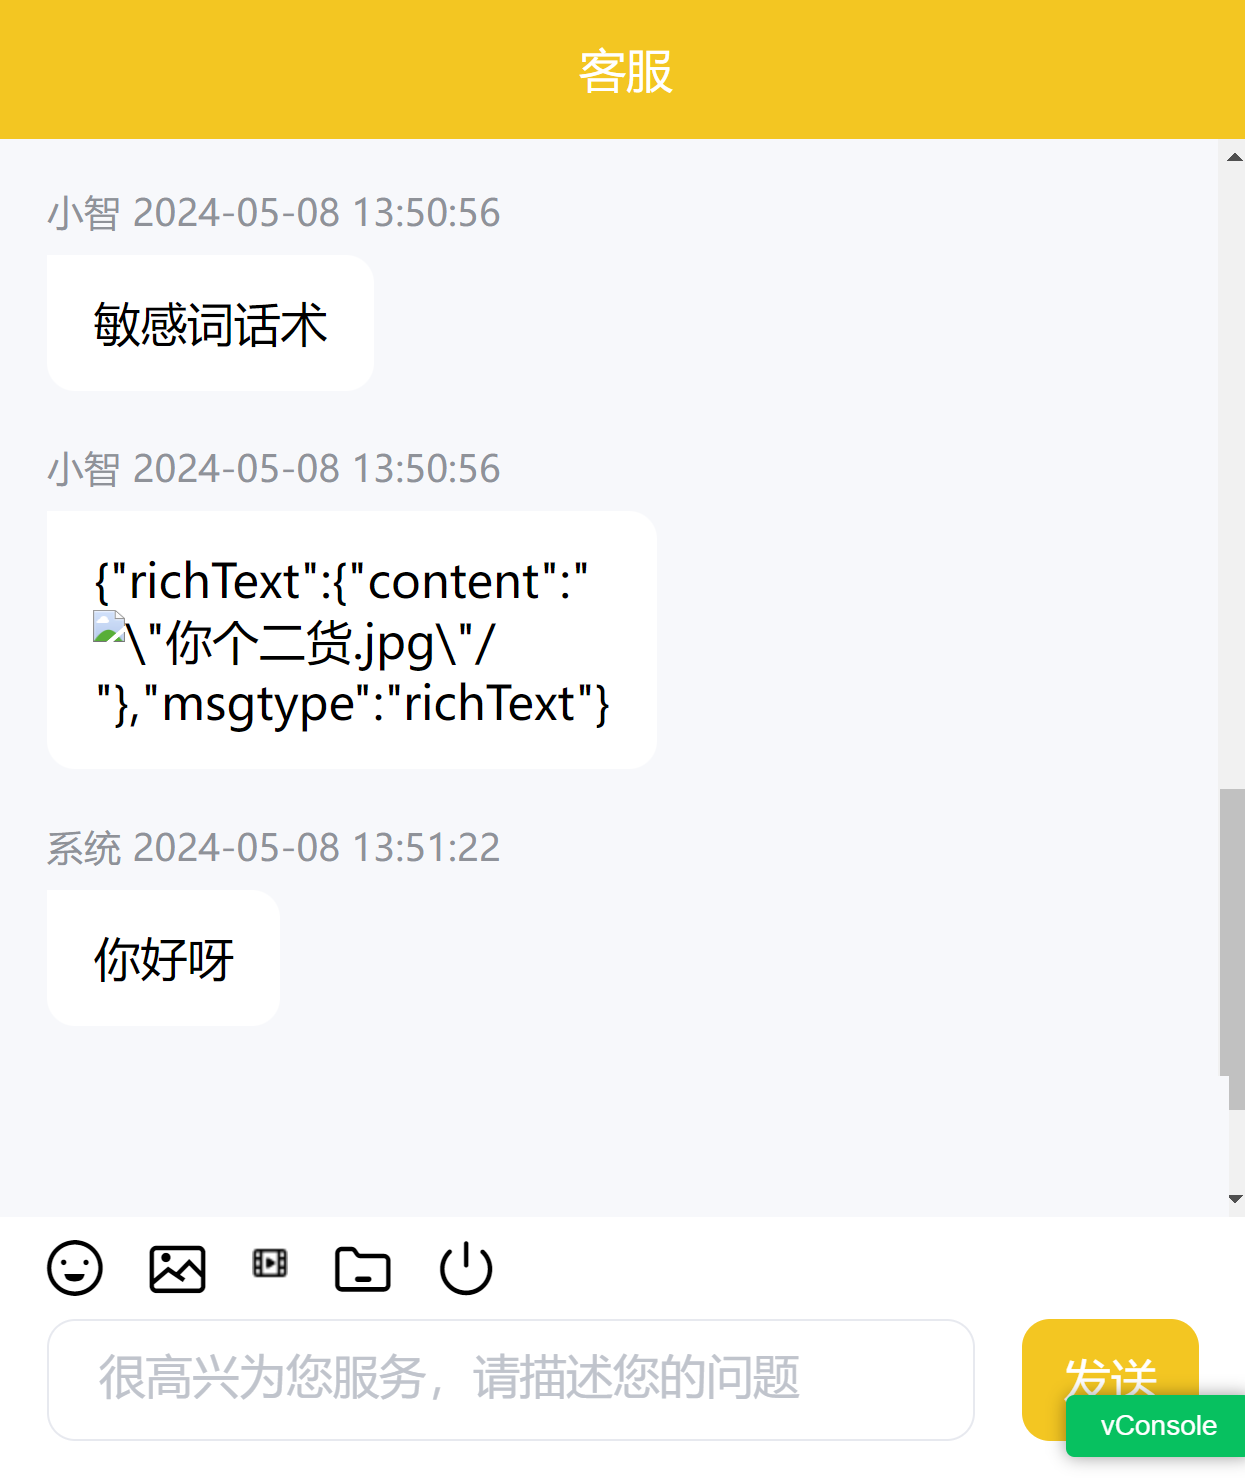 客服
小智 2024-05-08 13:50:56
敏感词话术
小智 2024-05-08 13:50:56
{"richText":{"content":"
\"你个二货.jpg\"/
"},"msgtype":"richText"}
系统 2024-05-08 13:51:22
你好呀
很高兴为您服务，请描述您的问题
发送
vConsole